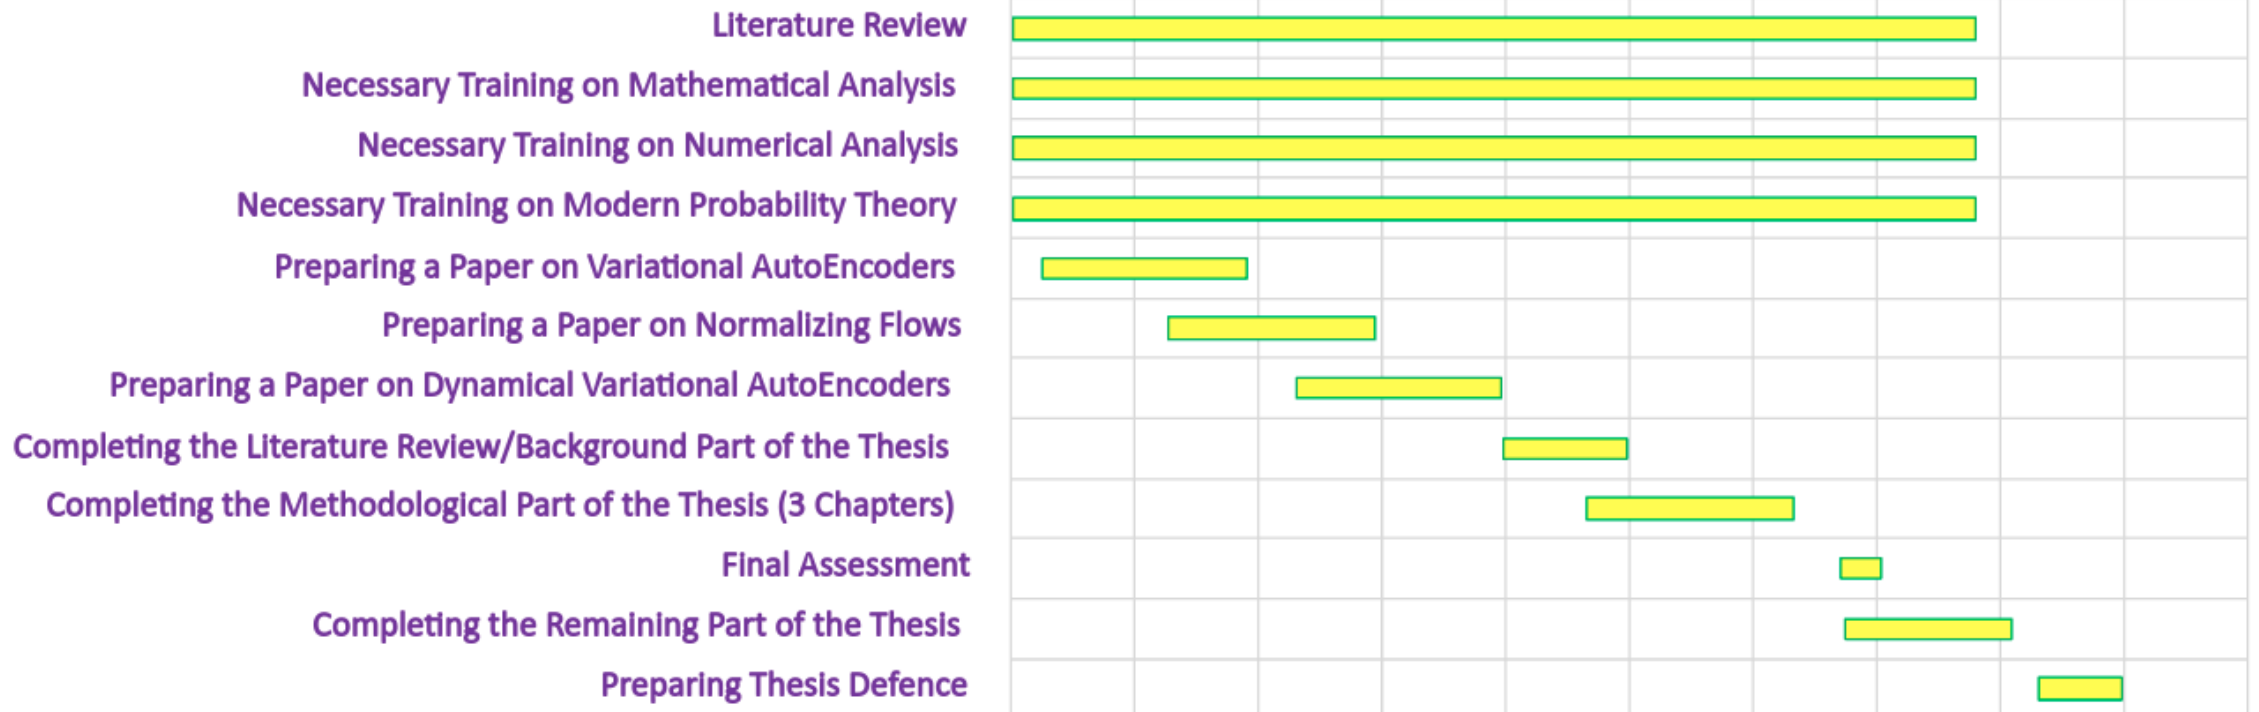 Literature Review
Necessary Training on Mathematical Analysis
Necessary Training on Numerical Analysis
Necessary Training on Modern Probability Theory
Preparing a Paper on Variational AutoEncoders
Preparing a Paper on Normalizing Flows
Preparing a Paper on Dynamical Variational AutoEncoders
Completing the Literature Review/Background Part of the Thesis
Completing the Methodological Part of the Thesis (3 Chapters)
Final Assessment
Completing the Remaining Part of the Thesis
Preparing Thesis Defence